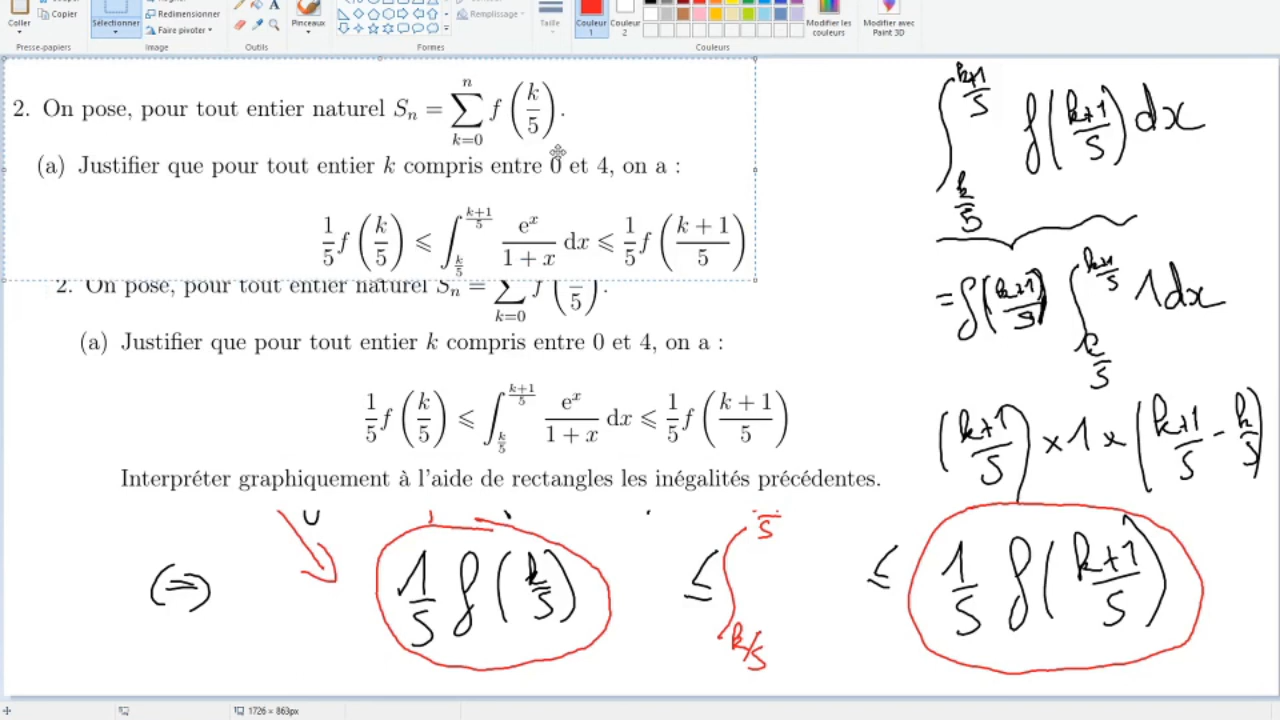 Coller
Copier
Sélectionner
Redimensionner
Faire pivoter
Pinceaux
Remplissage
Taille
Couleur 1
Couleur 2
Modifier les couleurs
Modifier avec Paint 3D
Presse-papiers
Image
Outils
Formes
Couleurs
2. On pose, pour tout entier naturel S_n = \sum_{k=0}^{n} f(k/5).
(a) Justifier que pour tout entier k compris entre 0 et 4, on a :
1/5 f(k/5) ⩽ ∫_{k/5}^{k+1/5} e^x/(1+x) dx ⩽ 1/5 f((k+1)/5)
2. On pose, pour tout entier naturel S_n = \sum_{k=0} f(/5).
(a) Justifier que pour tout entier k compris entre 0 et 4, on a :
1/5 f(k/5) ⩽ ∫_{k/5}^{k+1/5} e^x/(1+x) dx ⩽ 1/5 f((k+1)/5)
Interpréter graphiquement à l'aide de rectangles les inégalités précédentes.
∫_{k/5}^{k+1/5} f((k+1)/5) dx
= f((k+1)/5) ∫_{k/5}^{k+1/5} 1 dx
((k+1)/5) × 1 × ((k+1)/5 - k/5)
(=) 1/5 f(k/5) ≤ ∫_{k/5}^{/5} ≤ 1/5 f((k+1)/5)
1726 × 863px